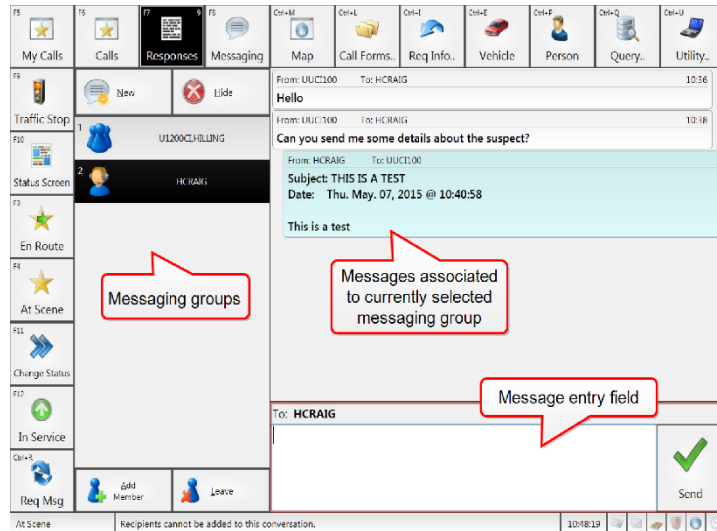 F5
My Calls
F6
Calls
F7 9
Responses
F8
Messaging
Ctrl+M
Map
Ctrl+L
Call Forms..
Ctrl+I
Req Info..
Ctrl+E
Vehicle
Ctrl+F
Person
Ctrl+Q
Query..
Ctrl+U
Utility..
F9
Traffic Stop
F10
Status Screen
F3
En Route
F4
At Scene
F11
Change Status
F12
In Service
Ctrl+R
Req Msg
New
Hide
1 U1200CI,HILLING
2 HCRAIG
Messaging groups
Add
Member
Leave
From: UUCI100 To: HCRAIG 10:36
Hello
From: UUCI100 To: HCRAIG 10:38
Can you send me some details about the suspect?
From: HCRAIG To: UUCI100
Subject: THIS IS A TEST
Date: Thu. May. 07, 2015 @ 10:40:58
This is a test
Messages associated
to currently selected
messaging group
Message entry field
To: HCRAIG
Send
At Scene
Recipients cannot be added to this conversation.
10:48:19